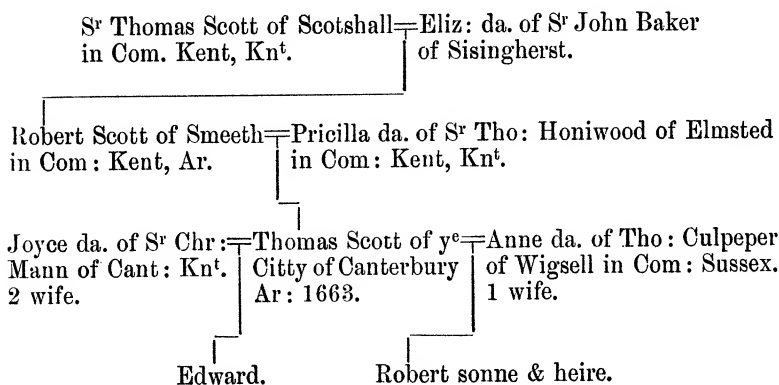 Sʳ Thomas Scott of Scotshall=Eliz: da. of Sʳ John Baker
in Com. Kent, Knᵗ. of Sisingherst.
Robert Scott of Smeeth=Pricilla da. of Sʳ Tho: Honiwood of Elmsted
in Com: Kent, Ar. in Com: Kent, Knᵗ.
Joyce da. of Sʳ Chr:=Thomas Scott of yᵉ=Anne da. of Tho: Culpeper
Mann of Cant: Knᵗ. Citty of Canterbury of Wigsell in Com: Sussex.
2 wife. Ar: 1663. 1 wife.
Edward. Robert sonne & heire.